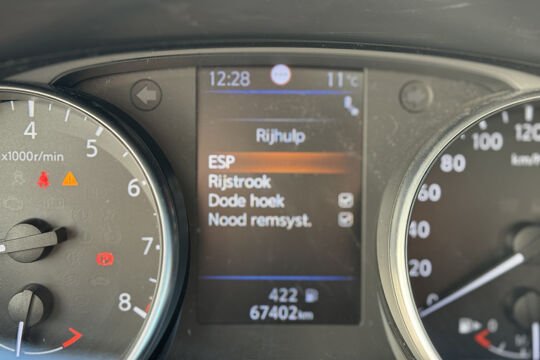 12:28 11°C
Rijhulp
ESP
Rijstrook
Dode hoek
Nood remsyst.
422
67402km
x1000r/min
4
5
6
7
8
km/h
120
100
80
60
40
20
0